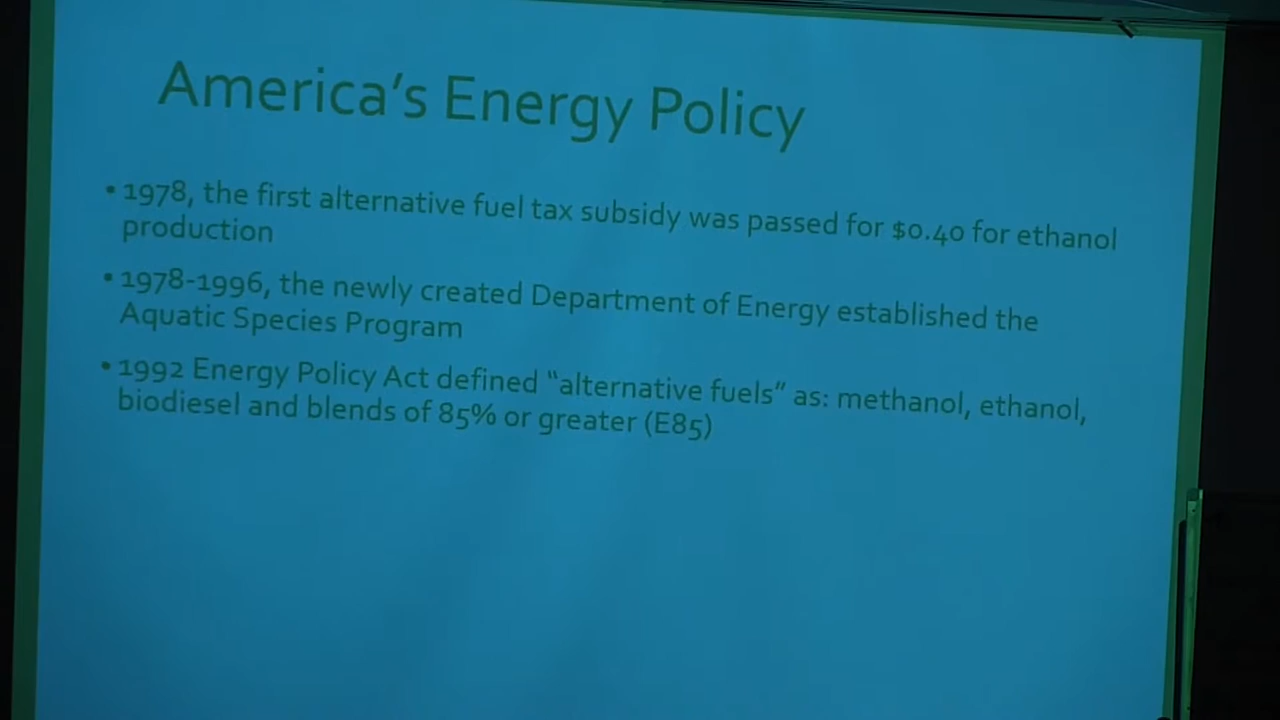 America's Energy Policy
• 1978, the first alternative fuel tax subsidy was passed for $0.40 for ethanol
production
• 1978-1996, the newly created Department of Energy established the
Aquatic Species Program
• 1992 Energy Policy Act defined “alternative fuels” as: methanol, ethanol,
biodiesel and blends of 85% or greater (E85)